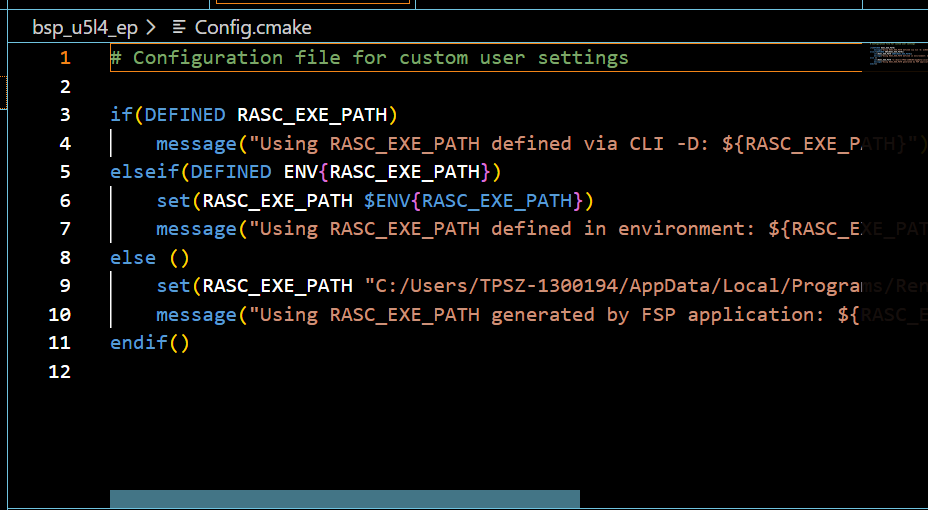 bsp_u5l4_ep > Config.cmake
1 # Configuration file for custom user settings
2
3 if(DEFINED RASC_EXE_PATH)
4 message("Using RASC_EXE_PATH defined via CLI -D: ${RASC_EXE_PATH}")
5 elseif(DEFINED ENV{RASC_EXE_PATH})
6 set(RASC_EXE_PATH $ENV{RASC_EXE_PATH})
7 message("Using RASC_EXE_PATH defined in environment: ${RASC_EXE_PAT
8 else ()
9 set(RASC_EXE_PATH "C:/Users/TPSZ-1300194/AppData/Local/Programs/Ren
10 message("Using RASC_EXE_PATH generated by FSP application: ${RASC_E
11 endif()
12